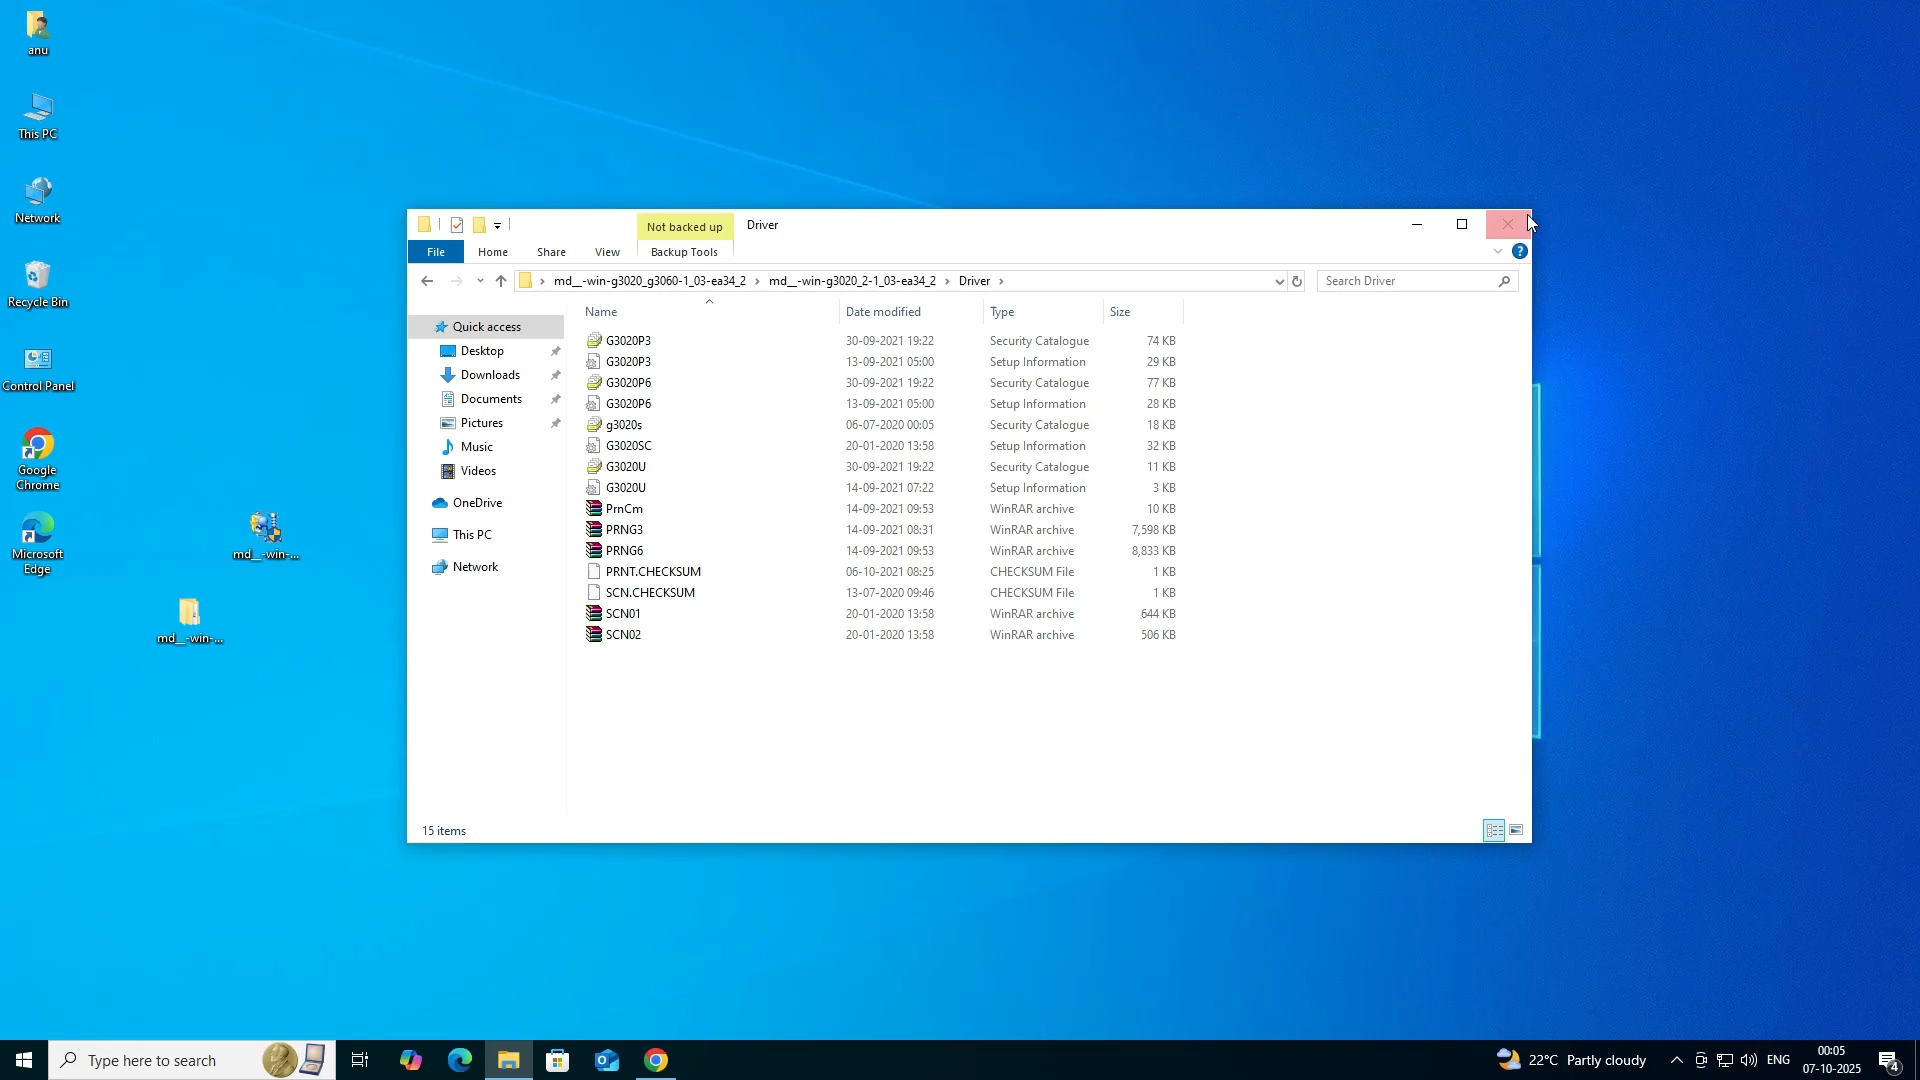 anu
This PC
Network
Recycle Bin
Control Panel
Google
Chrome
Microsoft
Edge
md__-win-...
md__-win-...
Not backed up
Driver
File
Home
Share
View
Backup Tools
md__-win-g3020_g3060-1_03-ea34_2 > md__-win-g3020_2-1_03-ea34_2 > Driver >
Search Driver
Name
Date modified
Type
Size
Quick access
Desktop
Downloads
Documents
Pictures
Music
Videos
OneDrive
This PC
Network
G3020P3 30-09-2021 19:22 Security Catalogue 74 KB
G3020P3 13-09-2021 05:00 Setup Information 29 KB
G3020P6 30-09-2021 19:22 Security Catalogue 77 KB
G3020P6 13-09-2021 05:00 Setup Information 28 KB
g3020s 06-07-2020 00:05 Security Catalogue 18 KB
G3020SC 20-01-2020 13:58 Setup Information 32 KB
G3020U 30-09-2021 19:22 Security Catalogue 11 KB
G3020U 14-09-2021 07:22 Setup Information 3 KB
PrnCm 14-09-2021 09:53 WinRAR archive 10 KB
PRNG3 14-09-2021 08:31 WinRAR archive 7,598 KB
PRNG6 14-09-2021 09:53 WinRAR archive 8,833 KB
PRNT.CHECKSUM 06-10-2021 08:25 CHECKSUM File 1 KB
SCN.CHECKSUM 13-07-2020 09:46 CHECKSUM File 1 KB
SCN01 20-01-2020 13:58 WinRAR archive 644 KB
SCN02 20-01-2020 13:58 WinRAR archive 506 KB
15 items
Type here to search
22°C Partly cloudy
ENG
00:05
07-10-2025
4